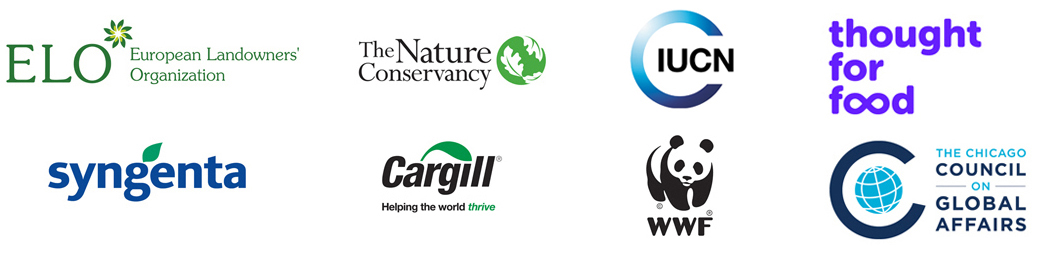 ELO European Landowners'
Organization
The Nature
Conservancy
IUCN
thought
for
food
syngenta
Cargill®
Helping the world thrive
©
®
WWF
THE CHICAGO
COUNCIL
ON
GLOBAL
AFFAIRS